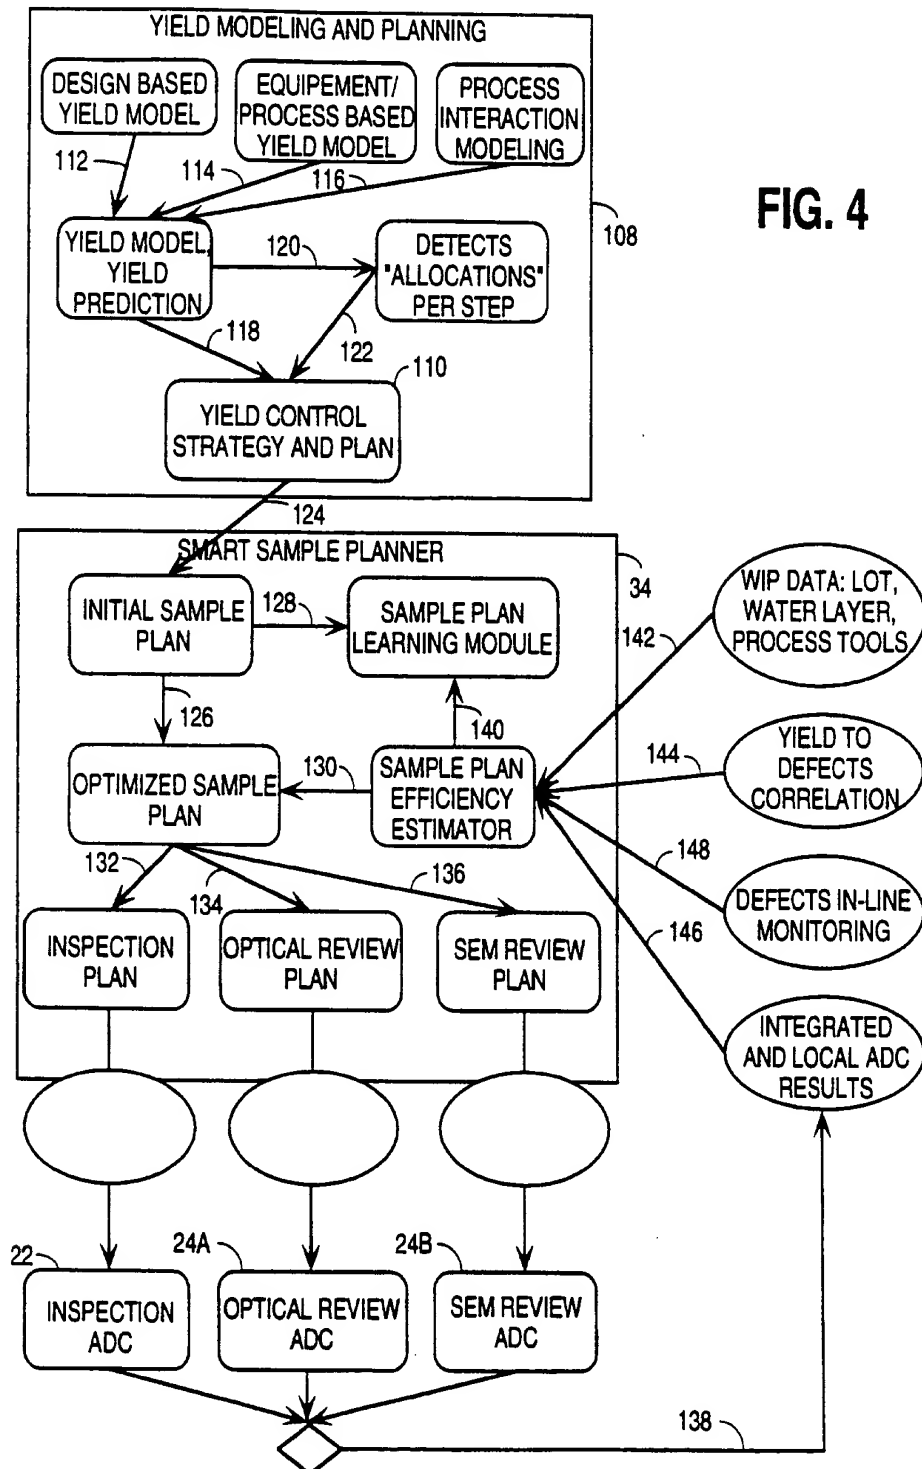 YIELD MODELING AND PLANNING
DESIGN BASED
YIELD MODEL
EQUIPEMENT/
PROCESS BASED
YIELD MODEL
PROCESS
INTERACTION
MODELING
112
114
116
FIG. 4
108
YIELD MODEL,
YIELD
PREDICTION
120
DETECTS
"ALLOCATIONS"
PER STEP
118
122
110
YIELD CONTROL
STRATEGY AND PLAN
124
SMART SAMPLE PLANNER
34
INITIAL SAMPLE
PLAN
128
SAMPLE PLAN
LEARNING MODULE
142
WIP DATA: LOT,
WATER LAYER,
PROCESS TOOLS
126
140
OPTIMIZED SAMPLE
PLAN
130
SAMPLE PLAN
EFFICIENCY
ESTIMATOR
144
YIELD TO
DEFECTS
CORRELATION
132
134
136
148
DEFECTS IN-LINE
MONITORING
146
INSPECTION
PLAN
OPTICAL REVIEW
PLAN
SEM REVIEW
PLAN
INTEGRATED
AND LOCAL ADC
RESULTS
22
24A
24B
INSPECTION
ADC
OPTICAL REVIEW
ADC
SEM REVIEW
ADC
138